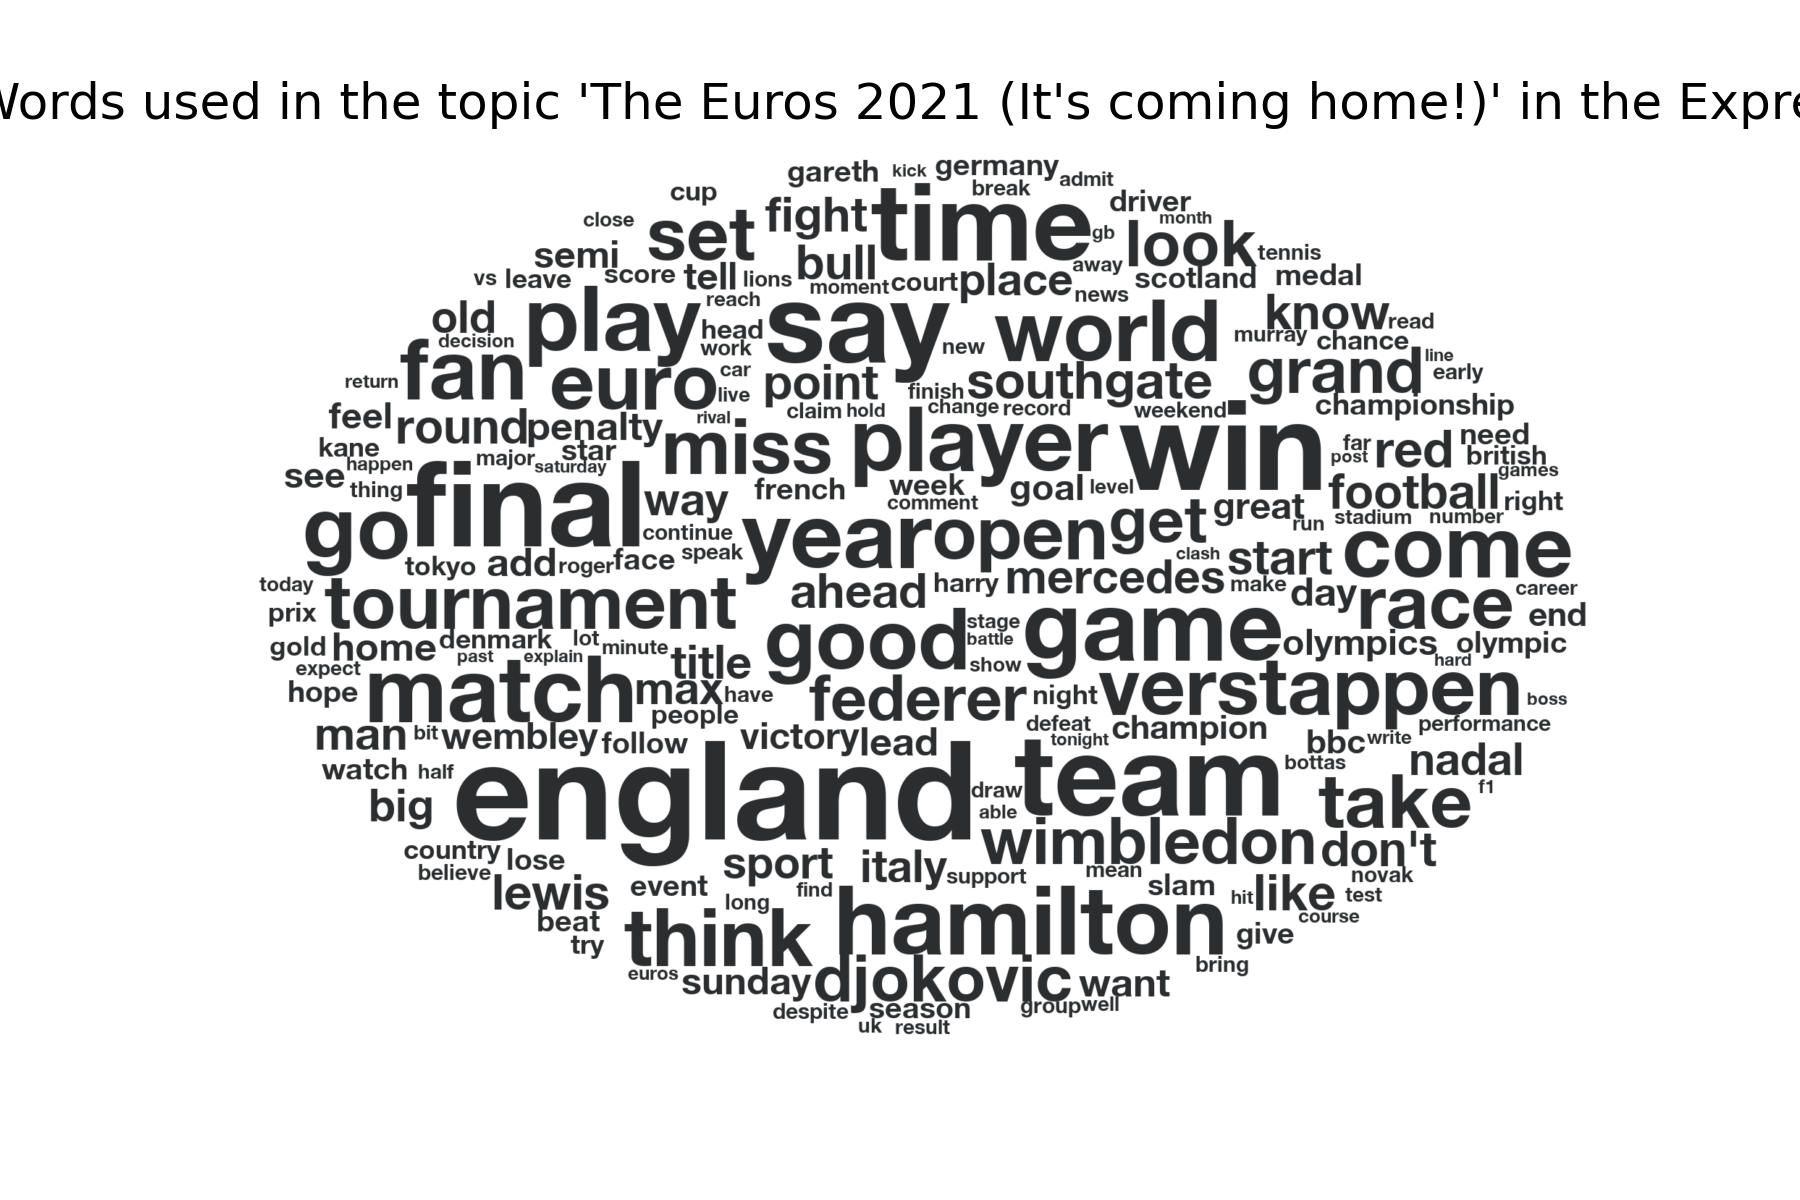 Words used in the topic 'The Euros 2021 (It's coming home!)' in the Expre
gareth kick germany admit
cup break driver
close set fight time gb month look tennis
semi bull away
vs leave score tell lions moment court place news scotland medal
old play reach say world know read
decision head work new murray chance
fan euro car point southgate grand line early
return live finish
feel round penalty rival claim hold change record weekend championship
kane star miss player win far red need
see happen major saturday post british games
thing final way french week goal level football right
go comment great run stadium number
continue year open get
tokyo add roger face speak clash start come
today tournament ahead harry mercedes make day race career
prix end
gold home denmark lot minute good stage game olympics olympic
expect past explain title battle show hard
hope match max have federer night verstappen boss
people defeat performance
man bit wembley follow victory lead tonight champion bbc write
watch half england team bottas nadal
big draw able take f1
country lose sport italy wimbledon don't
believe support mean novak
lewis event find slam hit like test
beat long hamilton course
try think give
euros sunday djokovic want bring
despite season group well
uk result